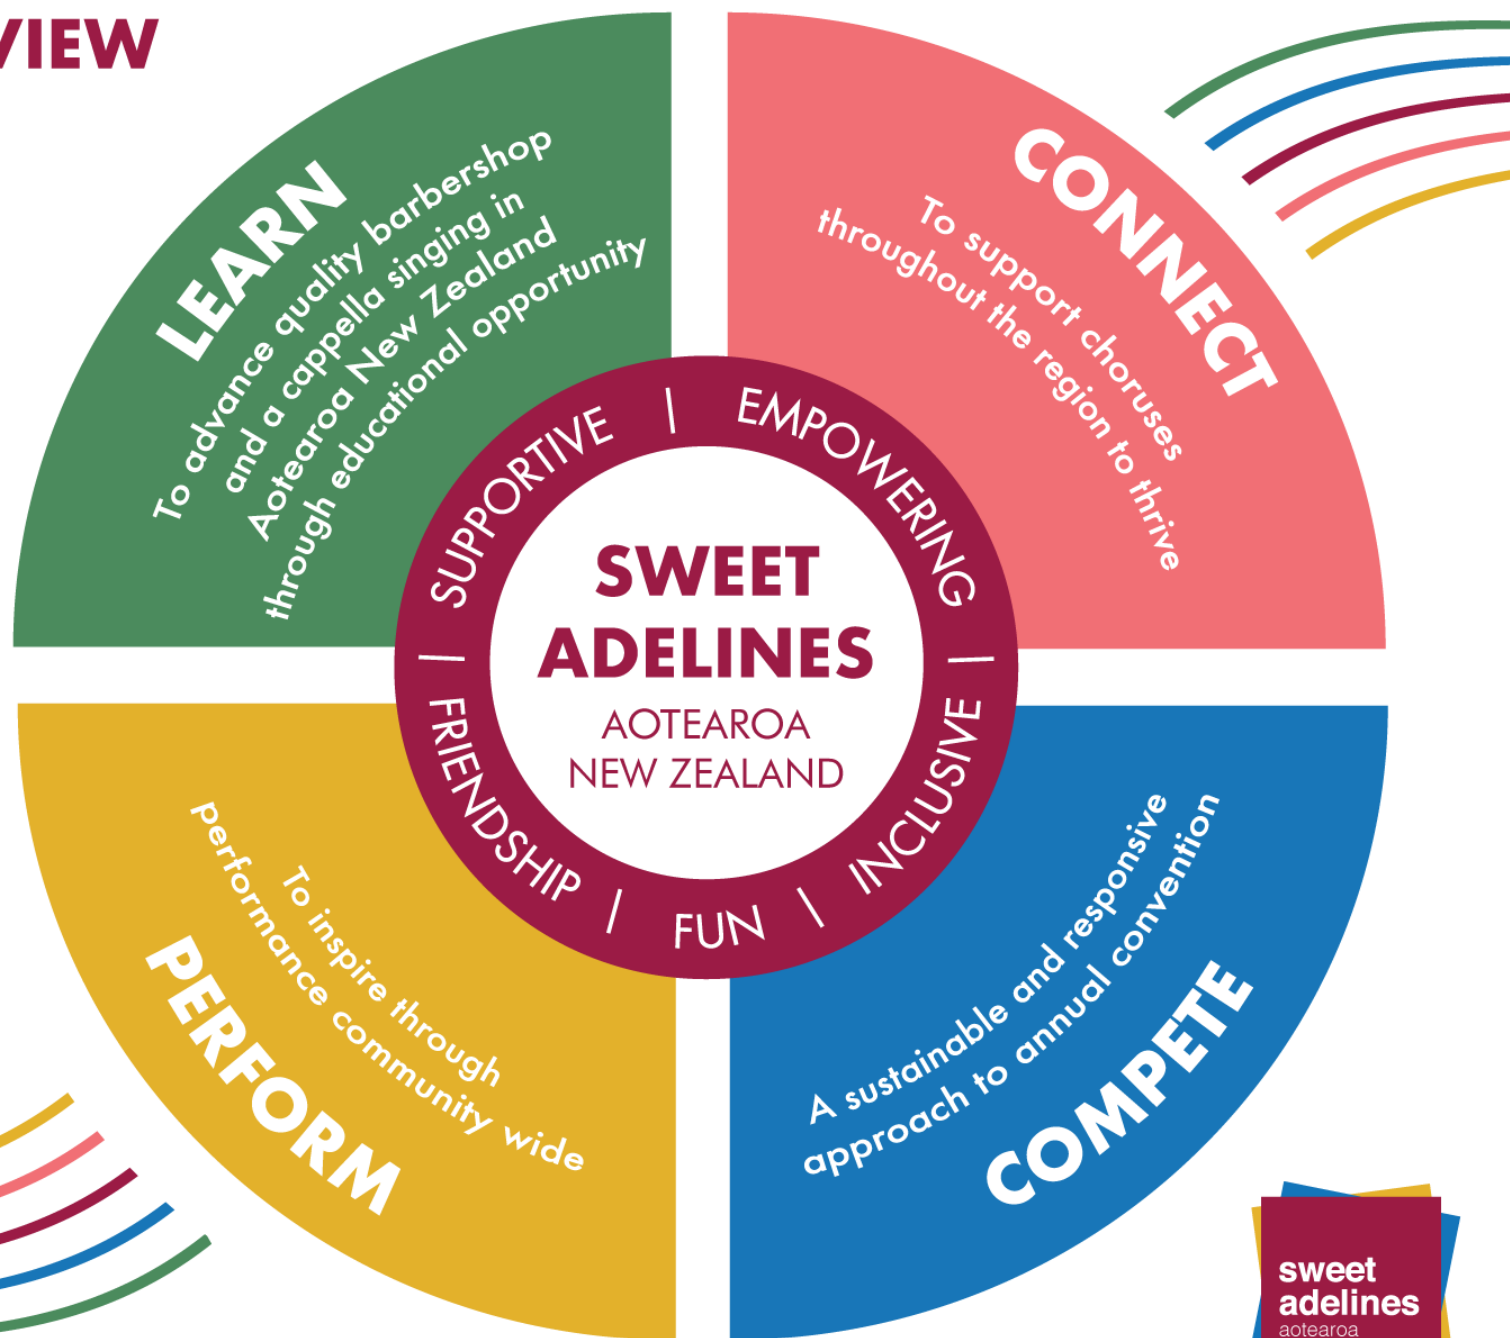 VIEW
LEARN
To advance quality barbershop
and a cappella singing in
Aotearoa New Zealand
through educational opportunity
CONNECT
To support choruses
throughout the region to thrive
SUPPORTIVE | EMPOWERING | INCLUSIVE | FUN | FRIENDSHIP |
SWEET
ADELINES
AOTEAROA
NEW ZEALAND
To inspire through
performance community wide
PERFORM
A sustainable and responsive
approach to annual convention
COMPETE
sweet
adelines
aotearoa